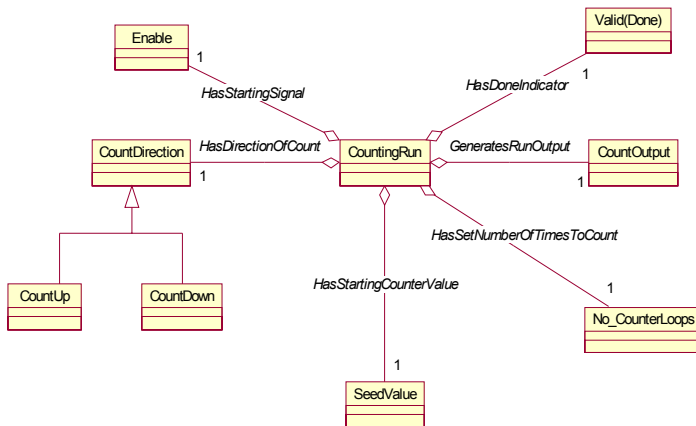 Enable
1
Valid(Done)
1
HasStartingSignal
HasDoneIndicator
CountDirection
1
HasDirectionOfCount
CountingRun
GeneratesRunOutput
CountOutput
1
HasSetNumberOfTimesToCount
HasStartingCounterValue
CountUp
CountDown
1
No_CounterLoops
1
SeedValue